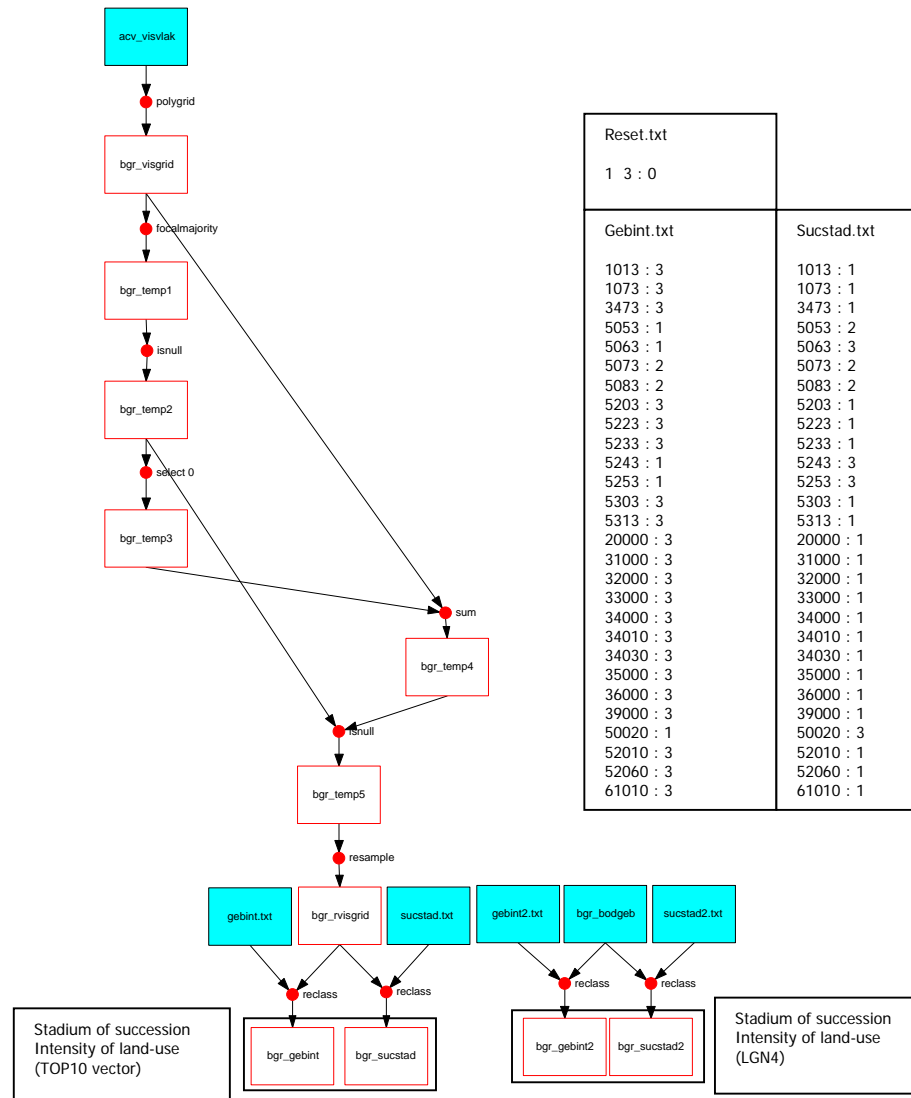 acv_visvlak
polygrid
bgr_visgrid
focalmajority
bgr_temp1
isnull
bgr_temp2
select 0
bgr_temp3
sum
bgr_temp4
isnull
bgr_temp5
resample
gebint.txt
bgr_rvisgrid
sucstad.txt
gebint2.txt
bgr_bodgeb
sucstad2.txt
reclass
reclass
reclass
reclass
bgr_gebint
bgr_sucstad
bgr_gebint2
bgr_sucstad2
Stadium of succession
Intensity of land-use
(TOP10 vector)
Stadium of succession
Intensity of land-use
(LGN4)
Reset.txt
1 3 : 0
Gebint.txt
1013 : 3
1073 : 3
3473 : 3
5053 : 1
5063 : 1
5073 : 2
5083 : 2
5203 : 3
5223 : 3
5233 : 3
5243 : 1
5253 : 1
5303 : 3
5313 : 3
20000 : 3
31000 : 3
32000 : 3
33000 : 3
34000 : 3
34010 : 3
34030 : 3
35000 : 3
36000 : 3
39000 : 3
50020 : 1
52010 : 3
52060 : 3
61010 : 3
Sucstad.txt
1013 : 1
1073 : 1
3473 : 1
5053 : 2
5063 : 3
5073 : 2
5083 : 2
5203 : 1
5223 : 1
5233 : 1
5243 : 3
5253 : 3
5303 : 1
5313 : 1
20000 : 1
31000 : 1
32000 : 1
33000 : 1
34000 : 1
34010 : 1
34030 : 1
35000 : 1
36000 : 1
39000 : 1
50020 : 3
52010 : 1
52060 : 1
61010 : 1